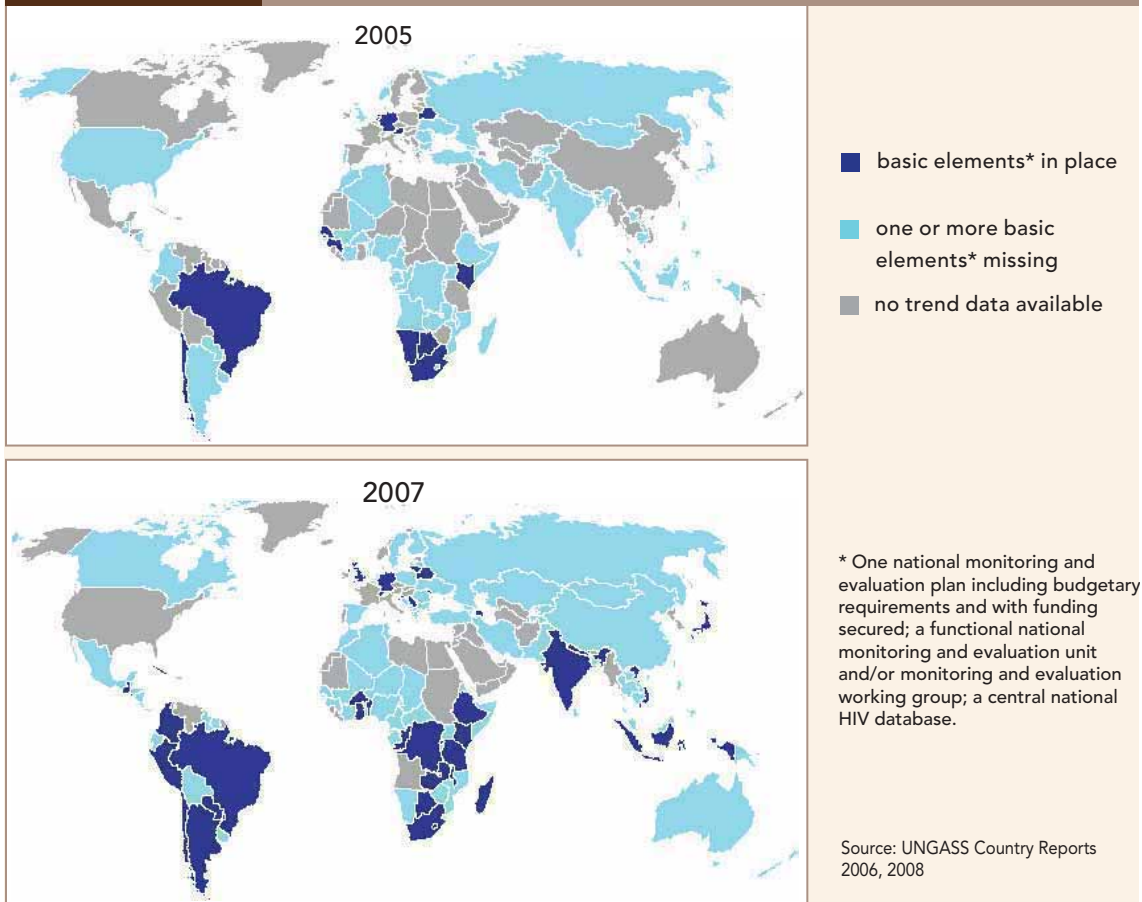 2005
basic elements* in place
one or more basic
elements* missing
no trend data available
2007
* One national monitoring and
evaluation plan including budgetary
requirements and with funding
secured; a functional national
monitoring and evaluation unit
and/or monitoring and evaluation
working group; a central national
HIV database.
Source: UNGASS Country Reports
2006, 2008